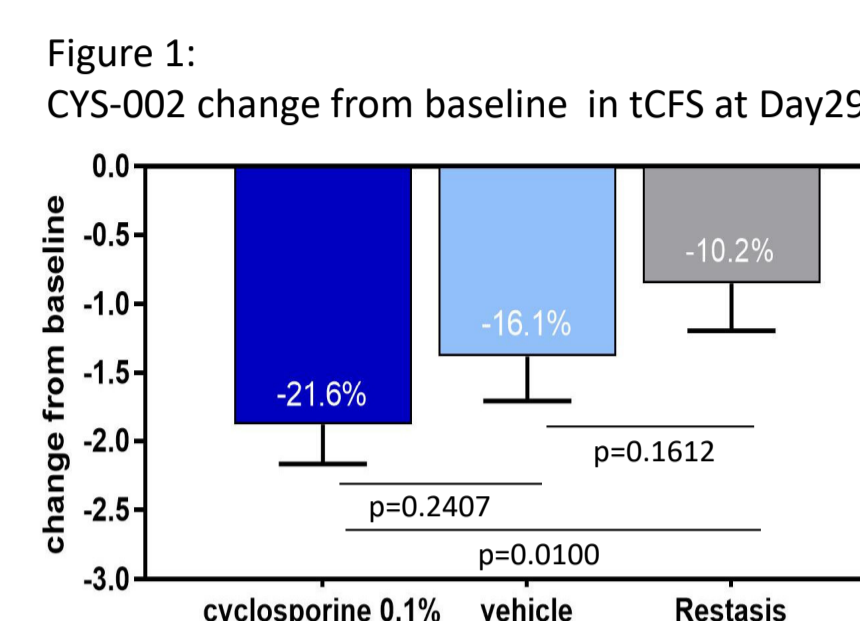 Figure 1:
CYS-002 change from baseline in tCFS at Day29
0.0
-0.5
-1.0
-1.5
-2.0
-2.5
-3.0
change from baseline
-21.6%
-16.1%
-10.2%
p=0.1612
p=0.2407
p=0.0100
cyclosporine 0.1% vehicle Restasis